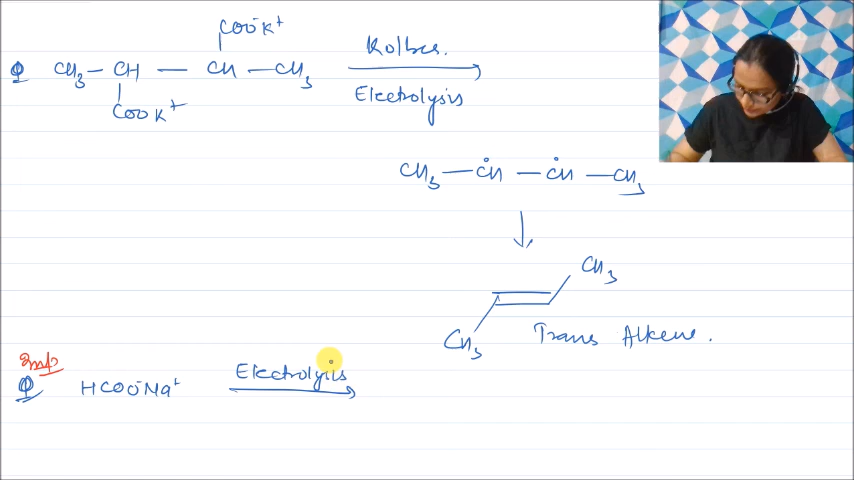 COO⁻K⁺
Q CH₃ — CH — CH — CH₃ Kolbes.
COO⁻K⁺ Electrolysis
CH₃ — ĊH — ĊH — CH₃
CH₃
CH₃ Trans Alkene.
Imp
Q HCOO⁻Na⁺ Electrolysis